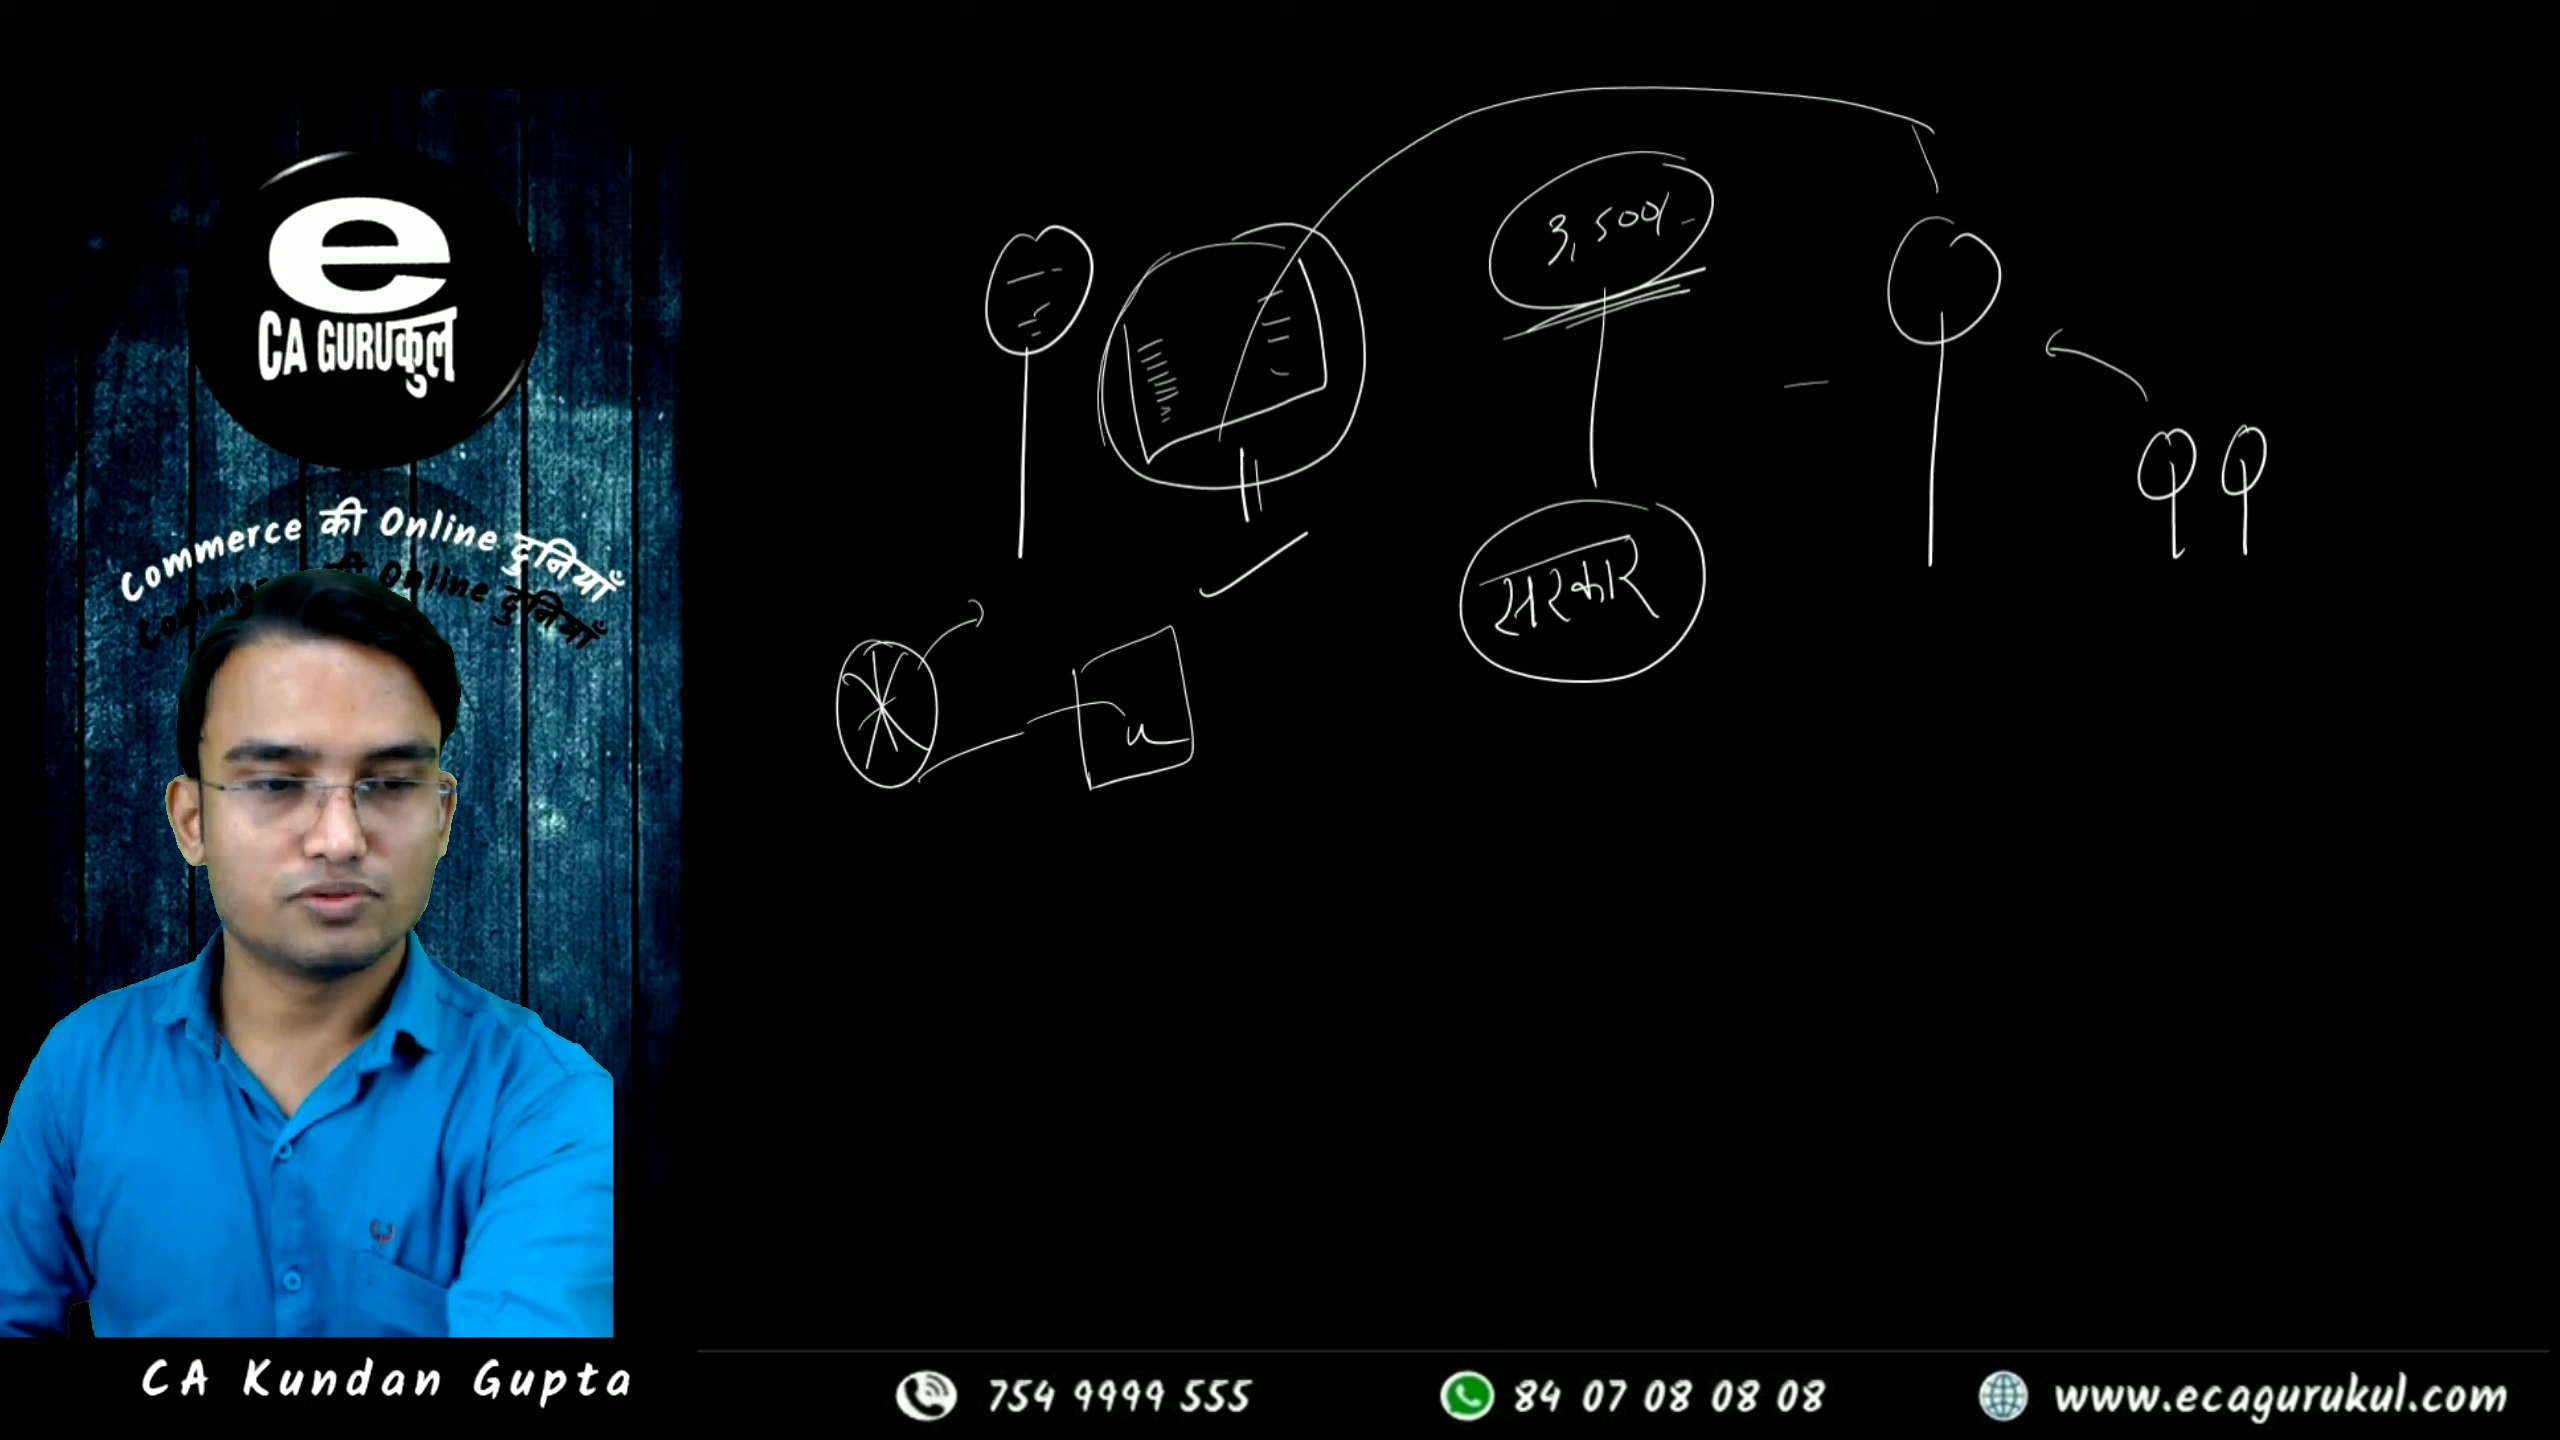 e
CA GURUकुल
Commerce की Online दुनियाँ
3,500/-
सरकार
CA Kundan Gupta
754 9999 555
84 07 08 08 08
www.ecagurukul.com